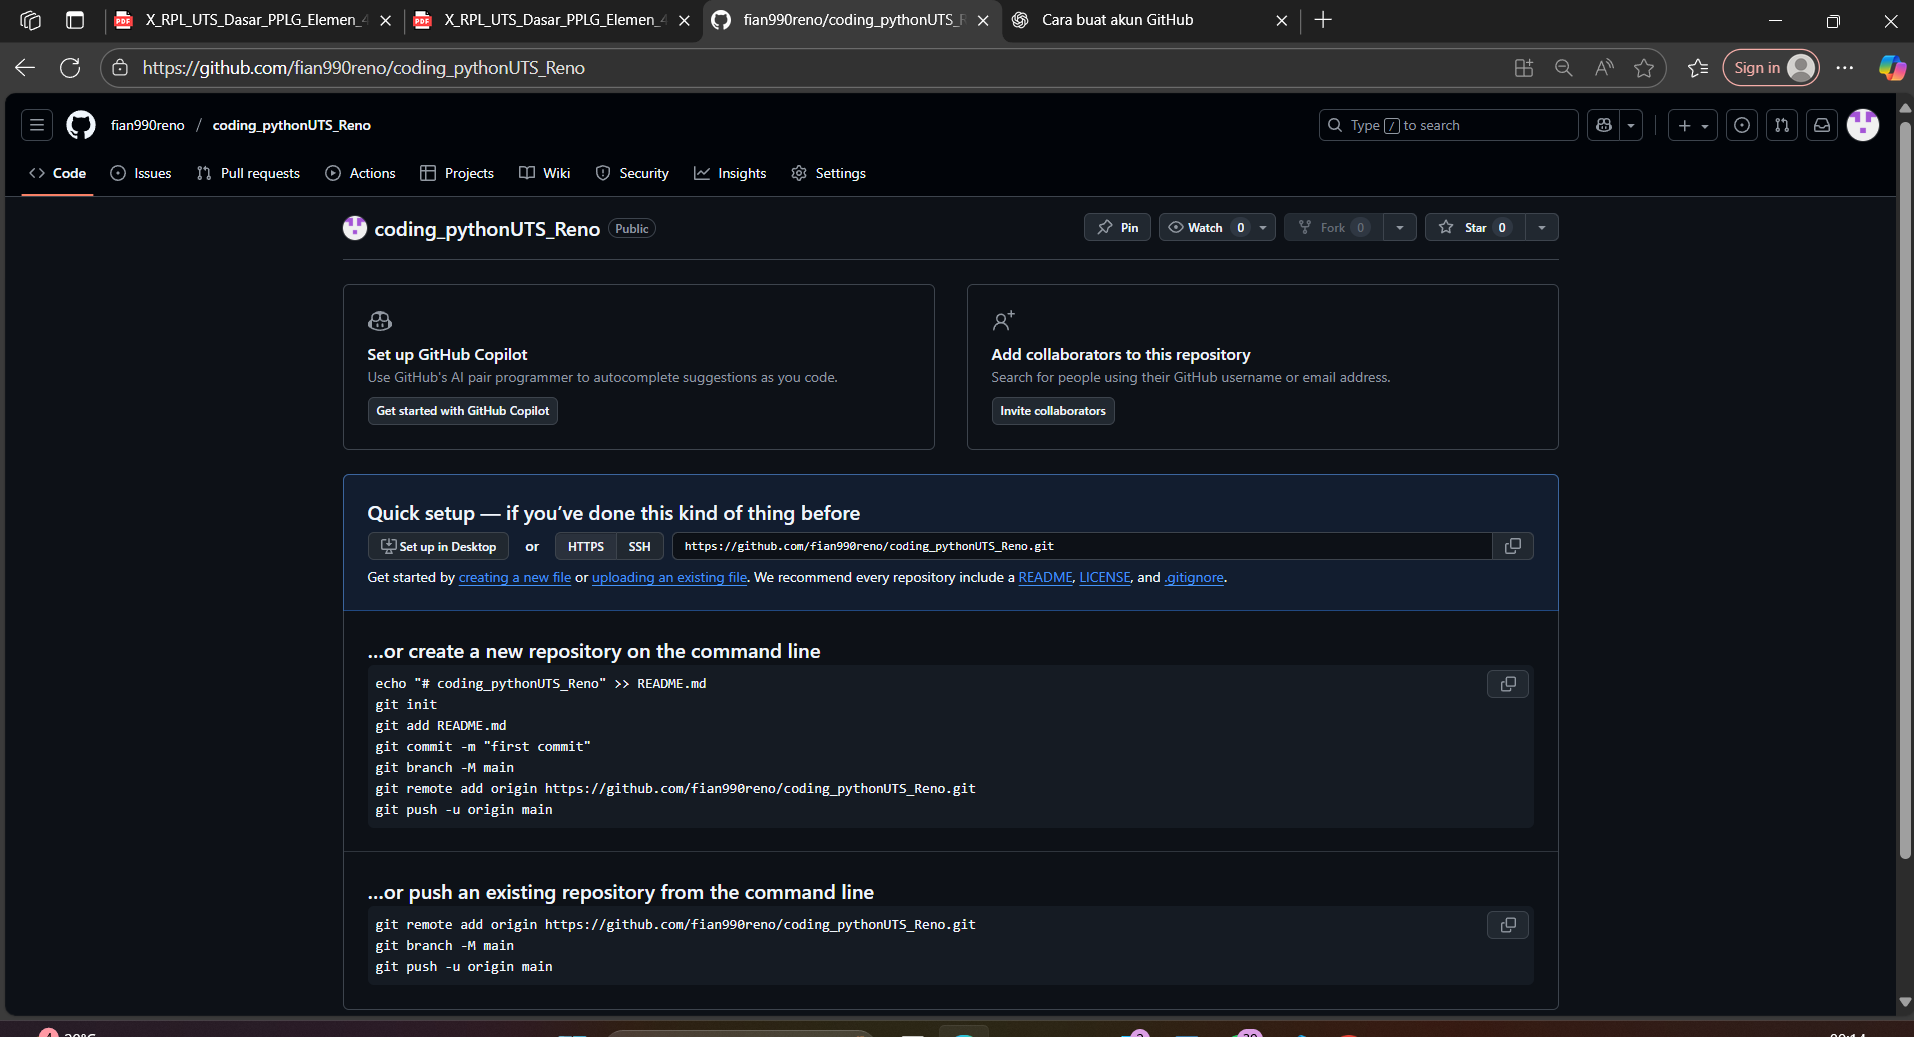 X_RPL_UTS_Dasar_PPLG_Elemen_4
X_RPL_UTS_Dasar_PPLG_Elemen_4
fian990reno/coding_pythonUTS_R
Cara buat akun GitHub
https://github.com/fian990reno/coding_pythonUTS_Reno
Sign in
fian990reno / coding_pythonUTS_Reno
Type / to search
Code
Issues
Pull requests
Actions
Projects
Wiki
Security
Insights
Settings
coding_pythonUTS_Reno Public
Pin
Watch 0
Fork 0
Star 0
Set up GitHub Copilot
Use GitHub's AI pair programmer to autocomplete suggestions as you code.
Get started with GitHub Copilot
Add collaborators to this repository
Search for people using their GitHub username or email address.
Invite collaborators
Quick setup — if you’ve done this kind of thing before
Set up in Desktop or HTTPS SSH https://github.com/fian990reno/coding_pythonUTS_Reno.git
Get started by creating a new file or uploading an existing file. We recommend every repository include a README, LICENSE, and .gitignore.
…or create a new repository on the command line
echo "# coding_pythonUTS_Reno" >> README.md
git init
git add README.md
git commit -m "first commit"
git branch -M main
git remote add origin https://github.com/fian990reno/coding_pythonUTS_Reno.git
git push -u origin main
…or push an existing repository from the command line
git remote add origin https://github.com/fian990reno/coding_pythonUTS_Reno.git
git branch -M main
git push -u origin main